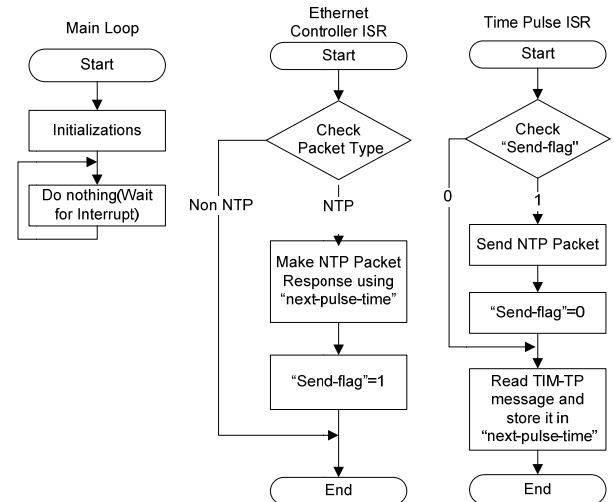 Main Loop
Start
Initializations
Do nothing(Wait
for Interrupt)
Ethernet
Controller ISR
Start
Check
Packet Type
Non NTP
NTP
Make NTP Packet
Response using
“next-pulse-time”
“Send-flag”=1
End
Time Pulse ISR
Start
Check
“Send-flag"
0
1
Send NTP Packet
“Send-flag”=0
Read TIM-TP
message and
store it in
“next-pulse-time”
End